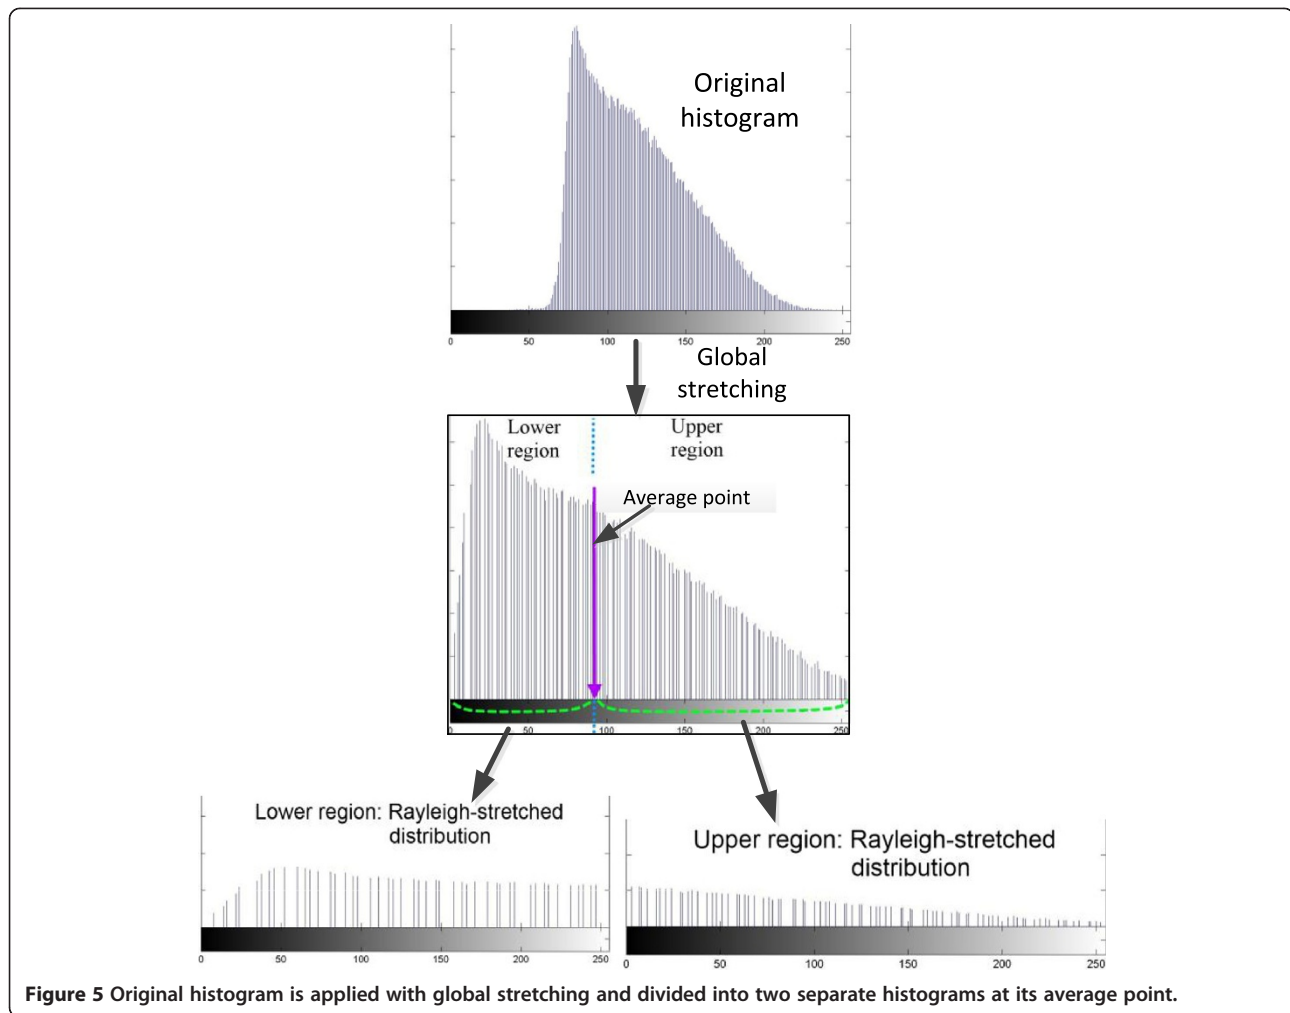 Original
histogram
0 50 100 150 200 250
Global
stretching
Lower
region
Upper
region
Average point
0 50 100 150 200 250
Lower region: Rayleigh-stretched
distribution
0 50 100 150 200 250
Upper region: Rayleigh-stretched
distribution
0 50 100 150 200 250
Figure 5 Original histogram is applied with global stretching and divided into two separate histograms at its average point.